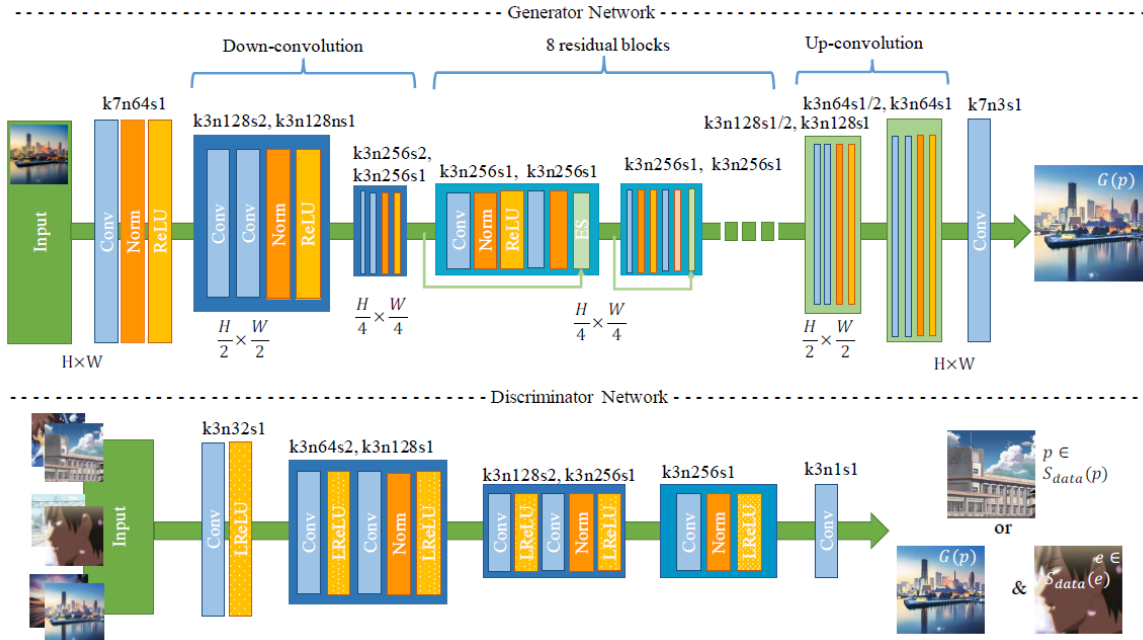 Generator Network
Down-convolution
8 residual blocks
Up-convolution
k7n64s1
k3n128s2, k3n128ns1
k3n256s2,
k3n256s1
k3n256s1, k3n256s1
k3n256s1, k3n256s1
k3n128s1/2, k3n128s1
k3n64s1/2, k3n64s1
k7n3s1
Input
Conv
Norm
ReLU
Conv
Conv
Norm
ReLU
Conv
Norm
ReLU
ES
Conv
G(p)
H×W
H/2 × W/2
H/4 × W/4
H/4 × W/4
H/2 × W/2
H×W
Discriminator Network
k3n32s1
k3n64s2, k3n128s1
k3n128s2, k3n256s1
k3n256s1
k3n1s1
Input
Conv
LReLU
Conv
LReLU
Conv
Norm
LReLU
Conv
LReLU
Conv
Norm
LReLU
Conv
Norm
LReLU
Conv
p ∈
S_data(p)
or
G(p)
&
e ∈
S_data(e)